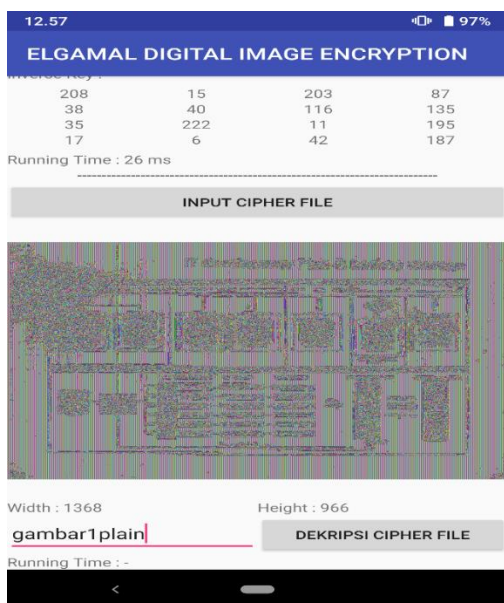 12.57 97%
ELGAMAL DIGITAL IMAGE ENCRYPTION
Inverse Key :
208 15 203 87
38 40 116 135
35 222 11 195
17 6 42 187
Running Time : 26 ms
INPUT CIPHER FILE
Width : 1368 Height : 966
gambar1plain DEKRIPSI CIPHER FILE
Running Time : -